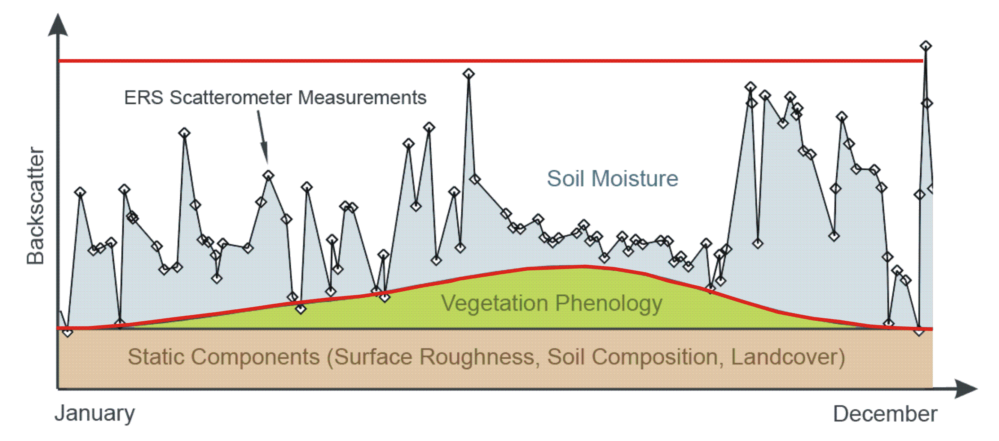 ERS Scatterometer Measurements
Backscatter
Soil Moisture
Vegetation Phenology
Static Components (Surface Roughness, Soil Composition, Landcover)
January
December